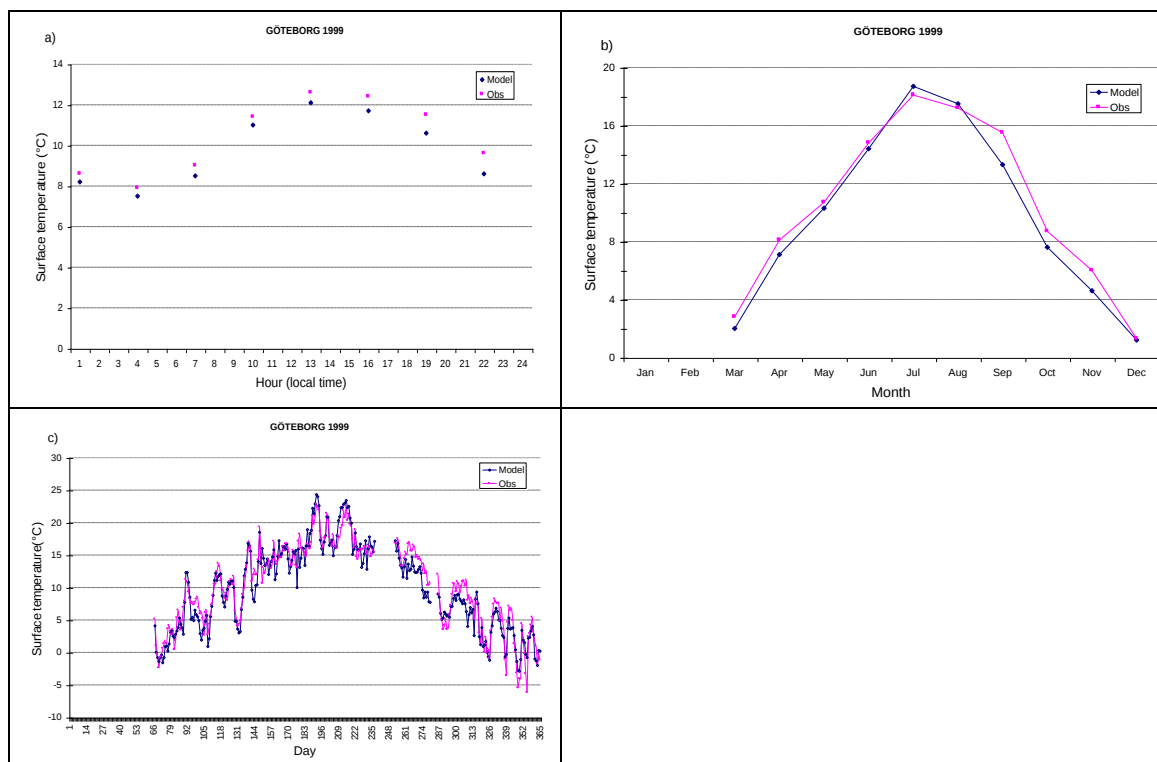 a)
GÖTEBORG 1999
Surface temperature (°C)
14
12
10
8
6
4
2
0
Model
Obs
1 2 3 4 5 6 7 8 9 10 11 12 13 14 15 16 17 18 19 20 21 22 23 24
Hour (local time)
b)
GÖTEBORG 1999
Surface temperature (°C)
20
16
12
8
4
0
Model
Obs
Jan Feb Mar Apr May Jun Jul Aug Sep Oct Nov Dec
Month
c)
GÖTEBORG 1999
Surface temperature(°C)
30
25
20
15
10
5
0
-5
-10
Model
Obs
1 14 27 40 53 66 79 92 105 118 131 144 157 170 183 196 209 222 235 248 261 274 287 300 313 326 339 352 365
Day